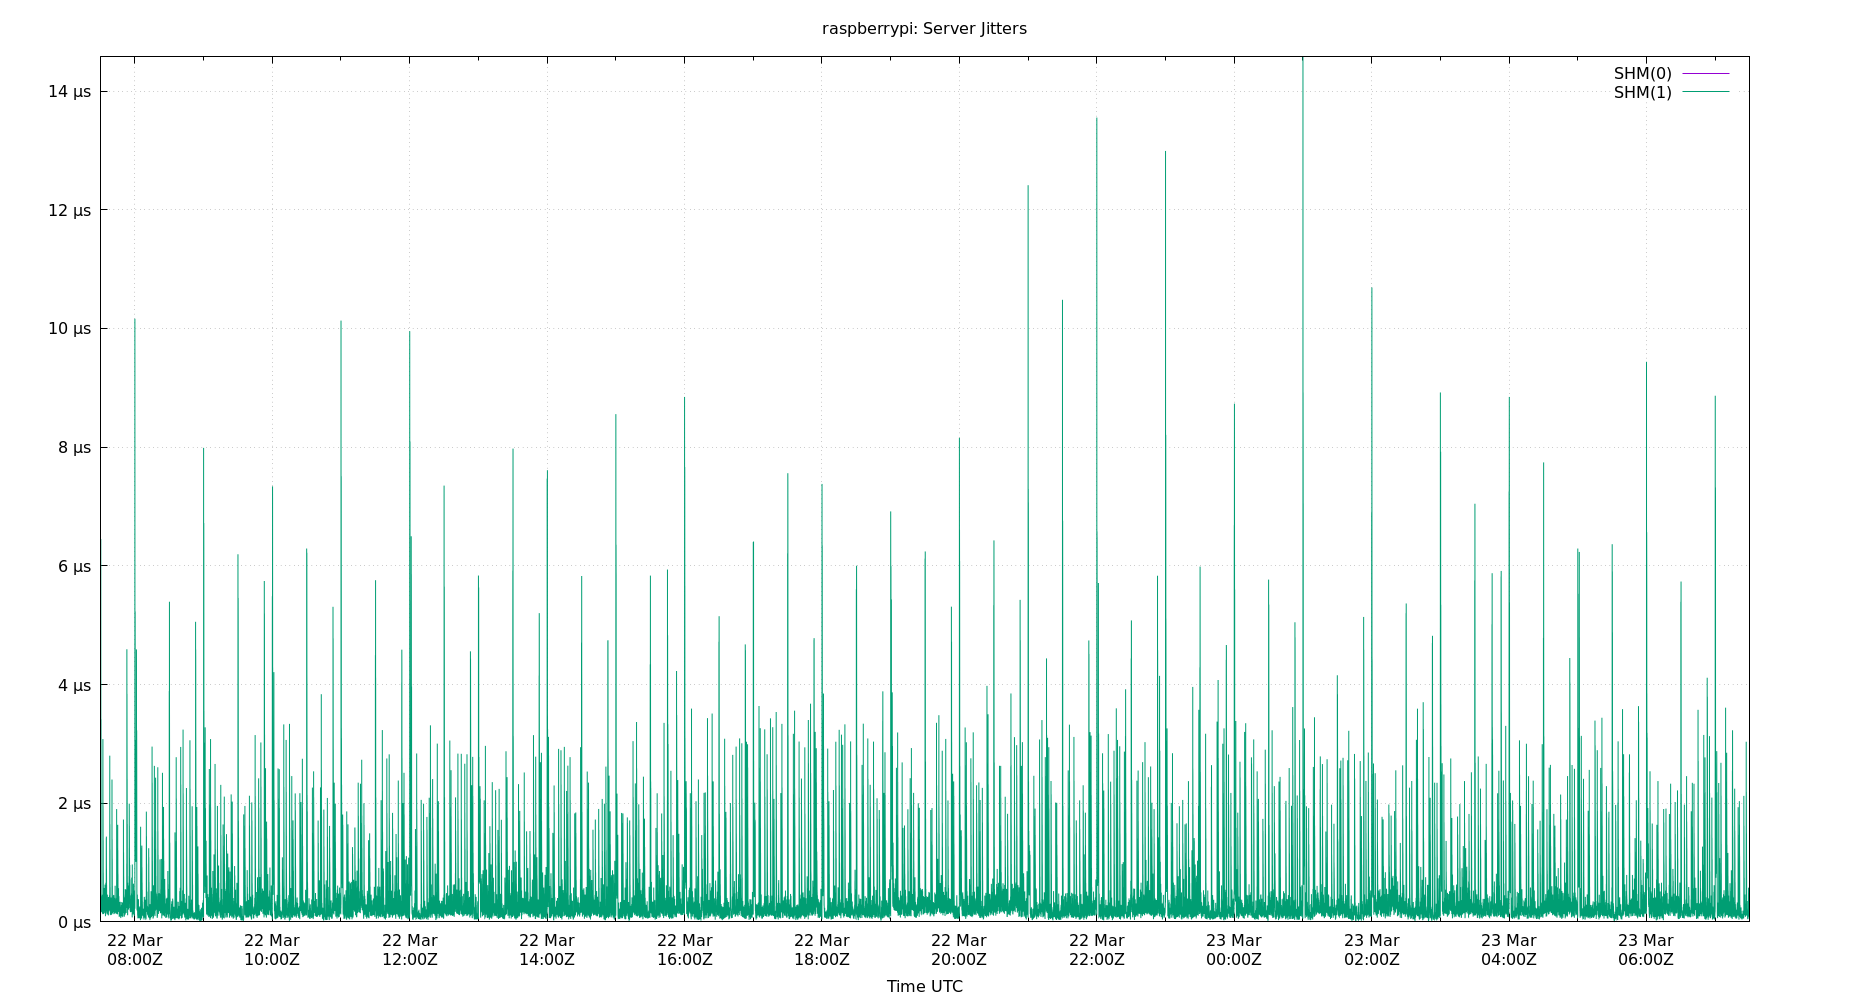 raspberrypi: Server Jitters
SHM(0)
SHM(1)
14 µs
12 µs
10 µs
8 µs
6 µs
4 µs
2 µs
0 µs
22 Mar 22 Mar 22 Mar 22 Mar 22 Mar 22 Mar 22 Mar 22 Mar 23 Mar 23 Mar 23 Mar 23 Mar
08:00Z 10:00Z 12:00Z 14:00Z 16:00Z 18:00Z 20:00Z 22:00Z 00:00Z 02:00Z 04:00Z 06:00Z
Time UTC